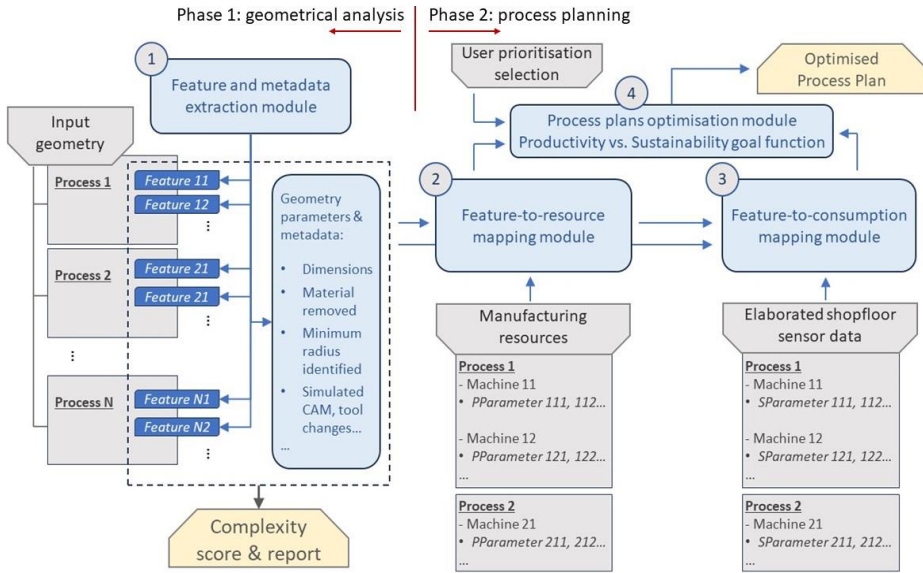 Phase 1: geometrical analysis
Phase 2: process planning
1
Feature and metadata
extraction module
User prioritisation
selection
Optimised
Process Plan
4
Process plans optimisation module
Productivity vs. Sustainability goal function
Input
geometry
Process 1
Feature 11
Feature 12
⋮
Process 2
Feature 21
Feature 21
⋮
⋮
Process N
Feature N1
Feature N2
⋮
Geometry
parameters &
metadata:
• Dimensions
• Material
removed
• Minimum
radius
identified
• Simulated
CAM, tool
changes…
…
Complexity
score & report
2
Feature-to-resource
mapping module
3
Feature-to-consumption
mapping module
Manufacturing
resources
Process 1
- Machine 11
• PParameter 111, 112…
- Machine 12
• PParameter 121, 122…
…
Process 2
- Machine 21
• PParameter 211, 212…
…
Elaborated shopfloor
sensor data
Process 1
- Machine 11
• SParameter 111, 112…
- Machine 12
• SParameter 121, 122…
…
Process 2
- Machine 21
• SParameter 211, 212…
…